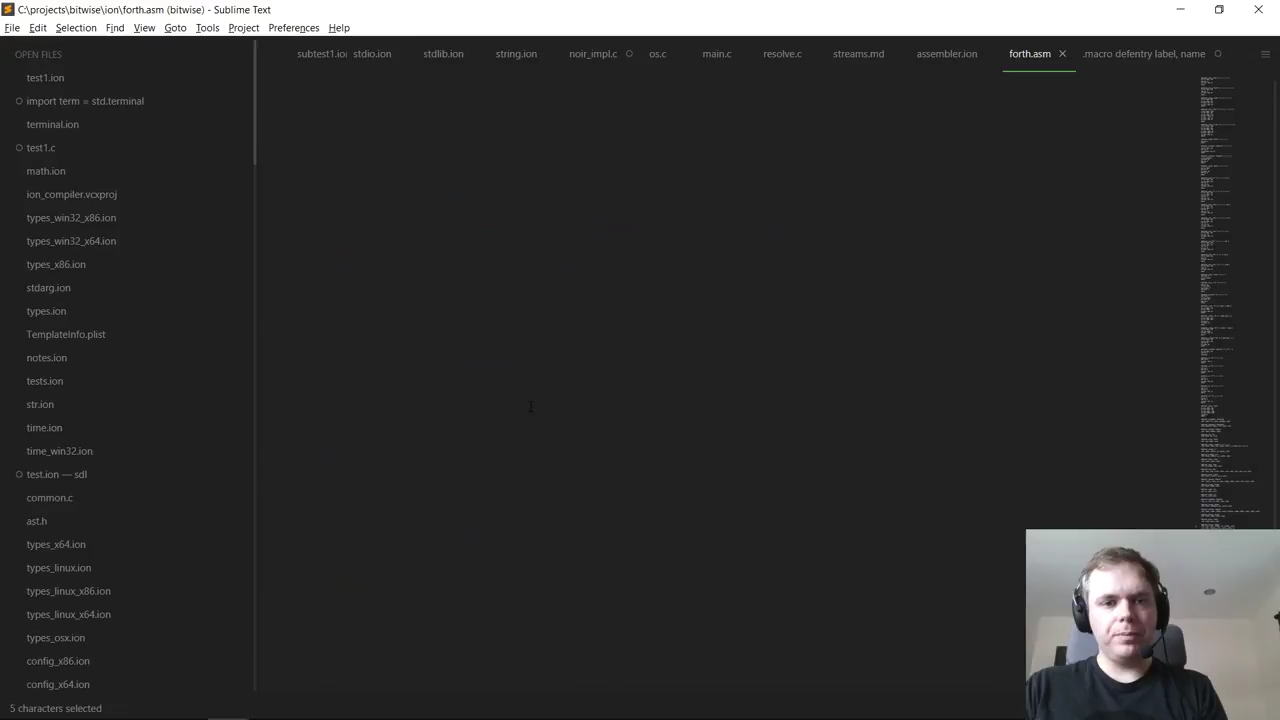 C:\projects\bitwise\ion\forth.asm (bitwise) - Sublime Text
File Edit Selection Find View Goto Tools Project Preferences Help
OPEN FILES
subtest1.ion stdio.ion stdlib.ion string.ion noir_impl.c os.c main.c resolve.c streams.md assembler.ion forth.asm .macro defentry label, name
test1.ion
import term = std.terminal
terminal.ion
test1.c
math.ion
ion_compiler.vcxproj
types_win32_x86.ion
types_win32_x64.ion
types_x86.ion
stdarg.ion
types.ion
TemplateInfo.plist
notes.ion
tests.ion
str.ion
time.ion
time_win32.ion
test.ion — sdl
common.c
ast.h
types_x64.ion
types_linux.ion
types_linux_x86.ion
types_linux_x64.ion
types_osx.ion
config_x86.ion
config_x64.ion
5 characters selected